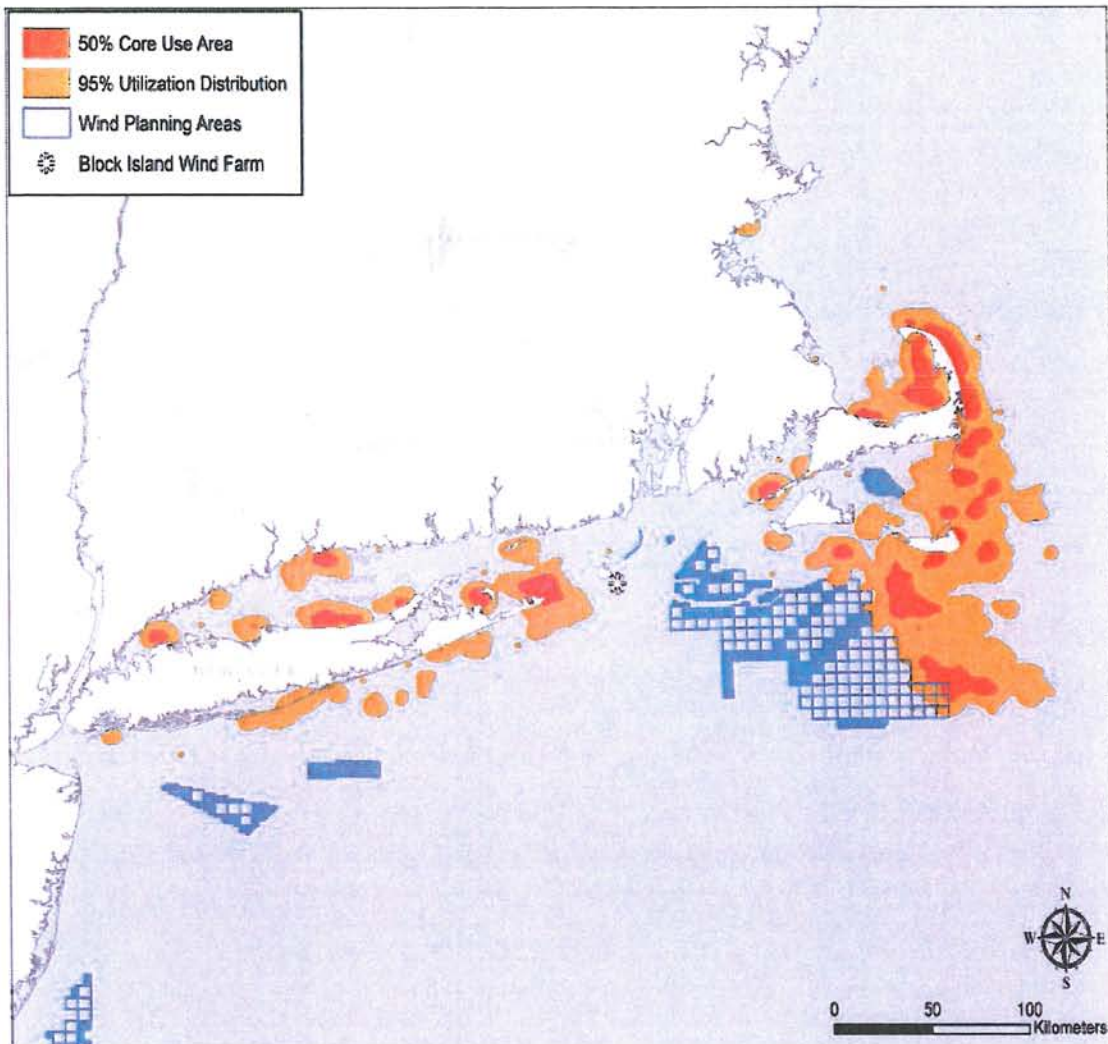 50% Core Use Area
95% Utilization Distribution
Wind Planning Areas
Block Island Wind Farm
N
W
E
S
0
50
100
Kilometers